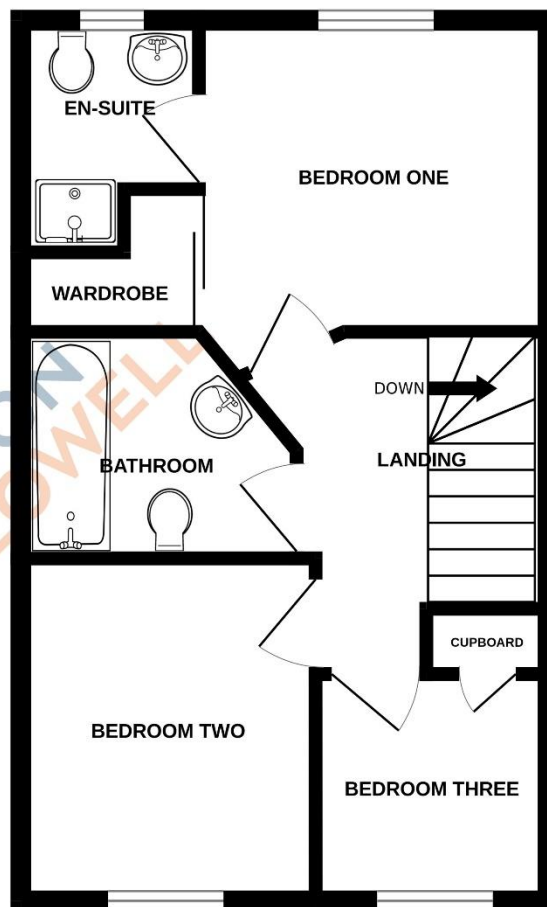 EN-SUITE
BEDROOM ONE
WARDROBE
DOWN
LANDING
BATHROOM
CUPBOARD
BEDROOM TWO
BEDROOM THREE